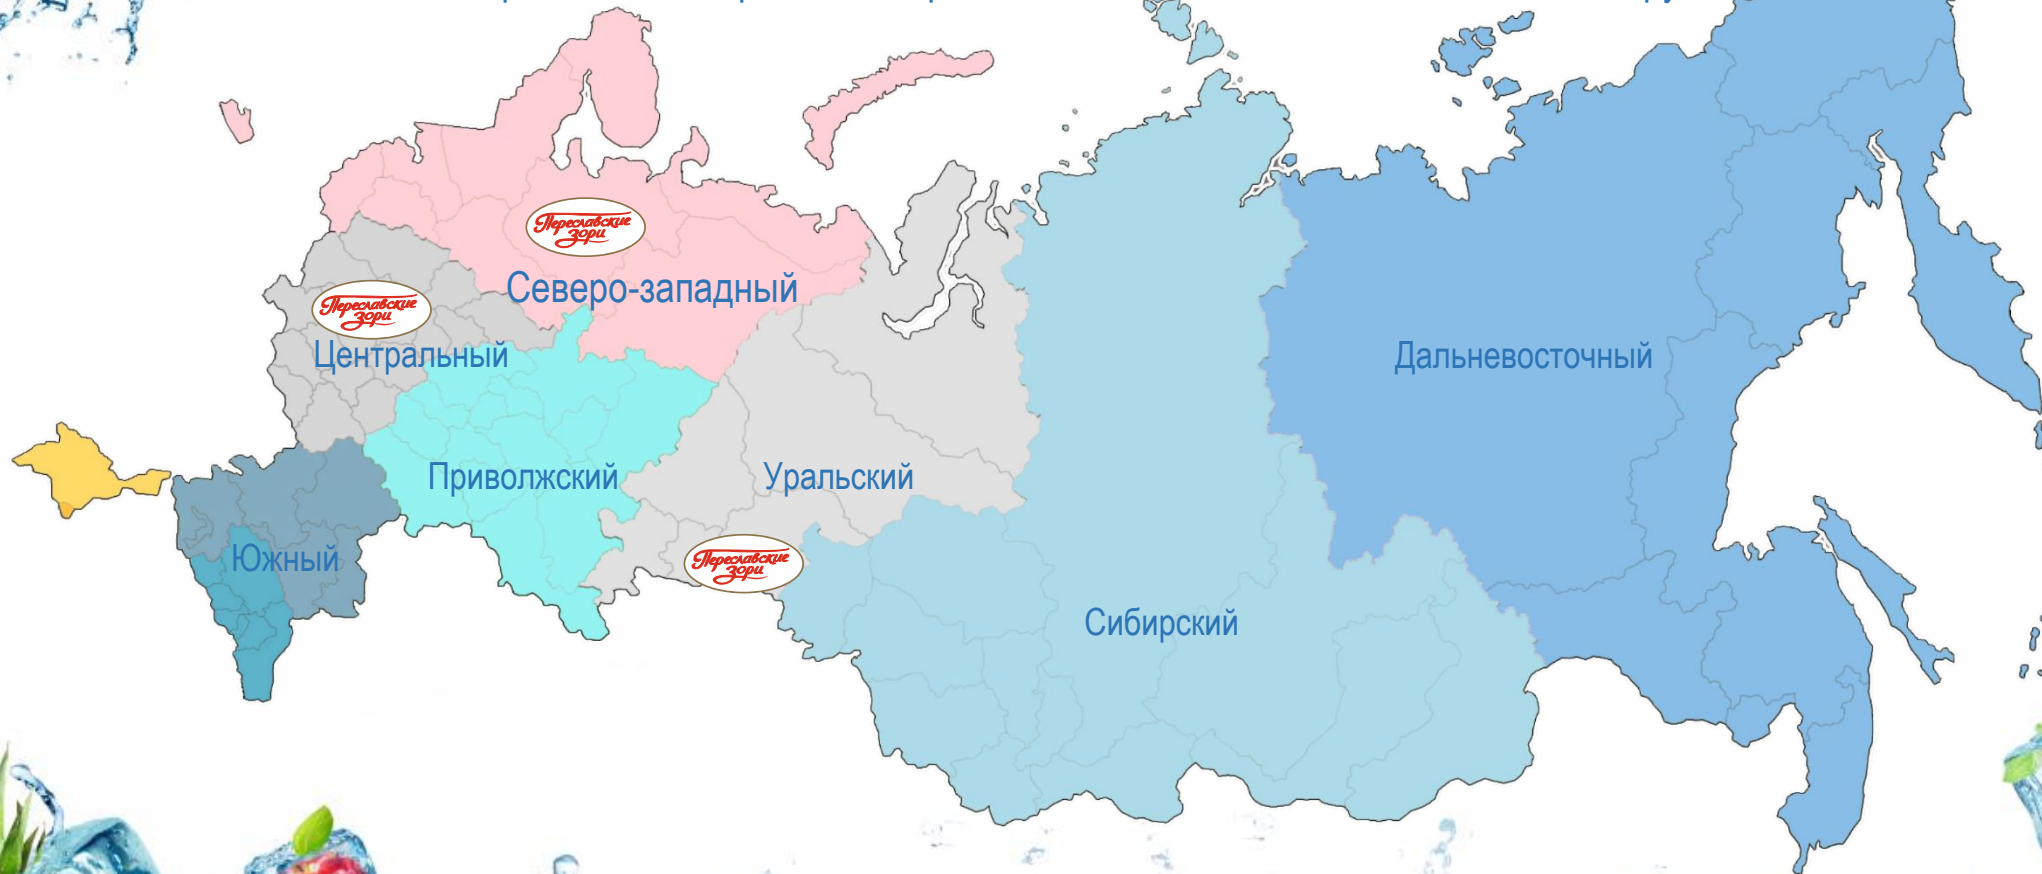 Переславские
зори
Северо-западный
Переславские
зори
Центральный
Дальневосточный
Приволжский
Уральский
Южный
Переславские
зори
Сибирский